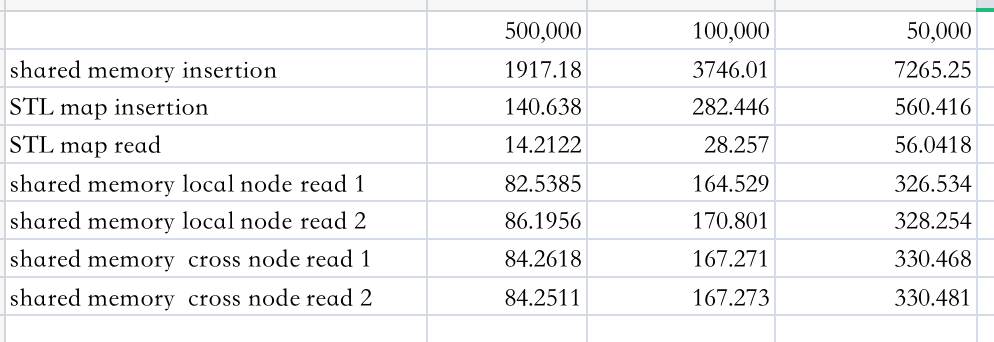 500,000 100,000 50,000
shared memory insertion 1917.18 3746.01 7265.25
STL map insertion 140.638 282.446 560.416
STL map read 14.2122 28.257 56.0418
shared memory local node read 1 82.5385 164.529 326.534
shared memory local node read 2 86.1956 170.801 328.254
shared memory  cross node read 1 84.2618 167.271 330.468
shared memory  cross node read 2 84.2511 167.273 330.481